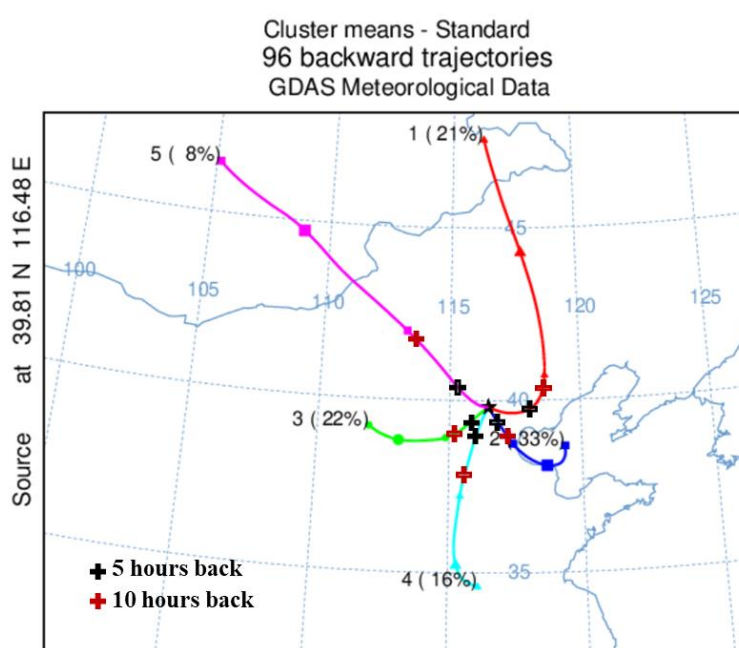 Cluster means - Standard
96 backward trajectories
GDAS Meteorological Data
Source at 39.81 N 116.48 E
1 ( 21%)
5 ( 8%)
45
100
105
110
115
120
125
40
3 ( 22%)
2 ( 33%)
35
4 ( 16%)
5 hours back
10 hours back